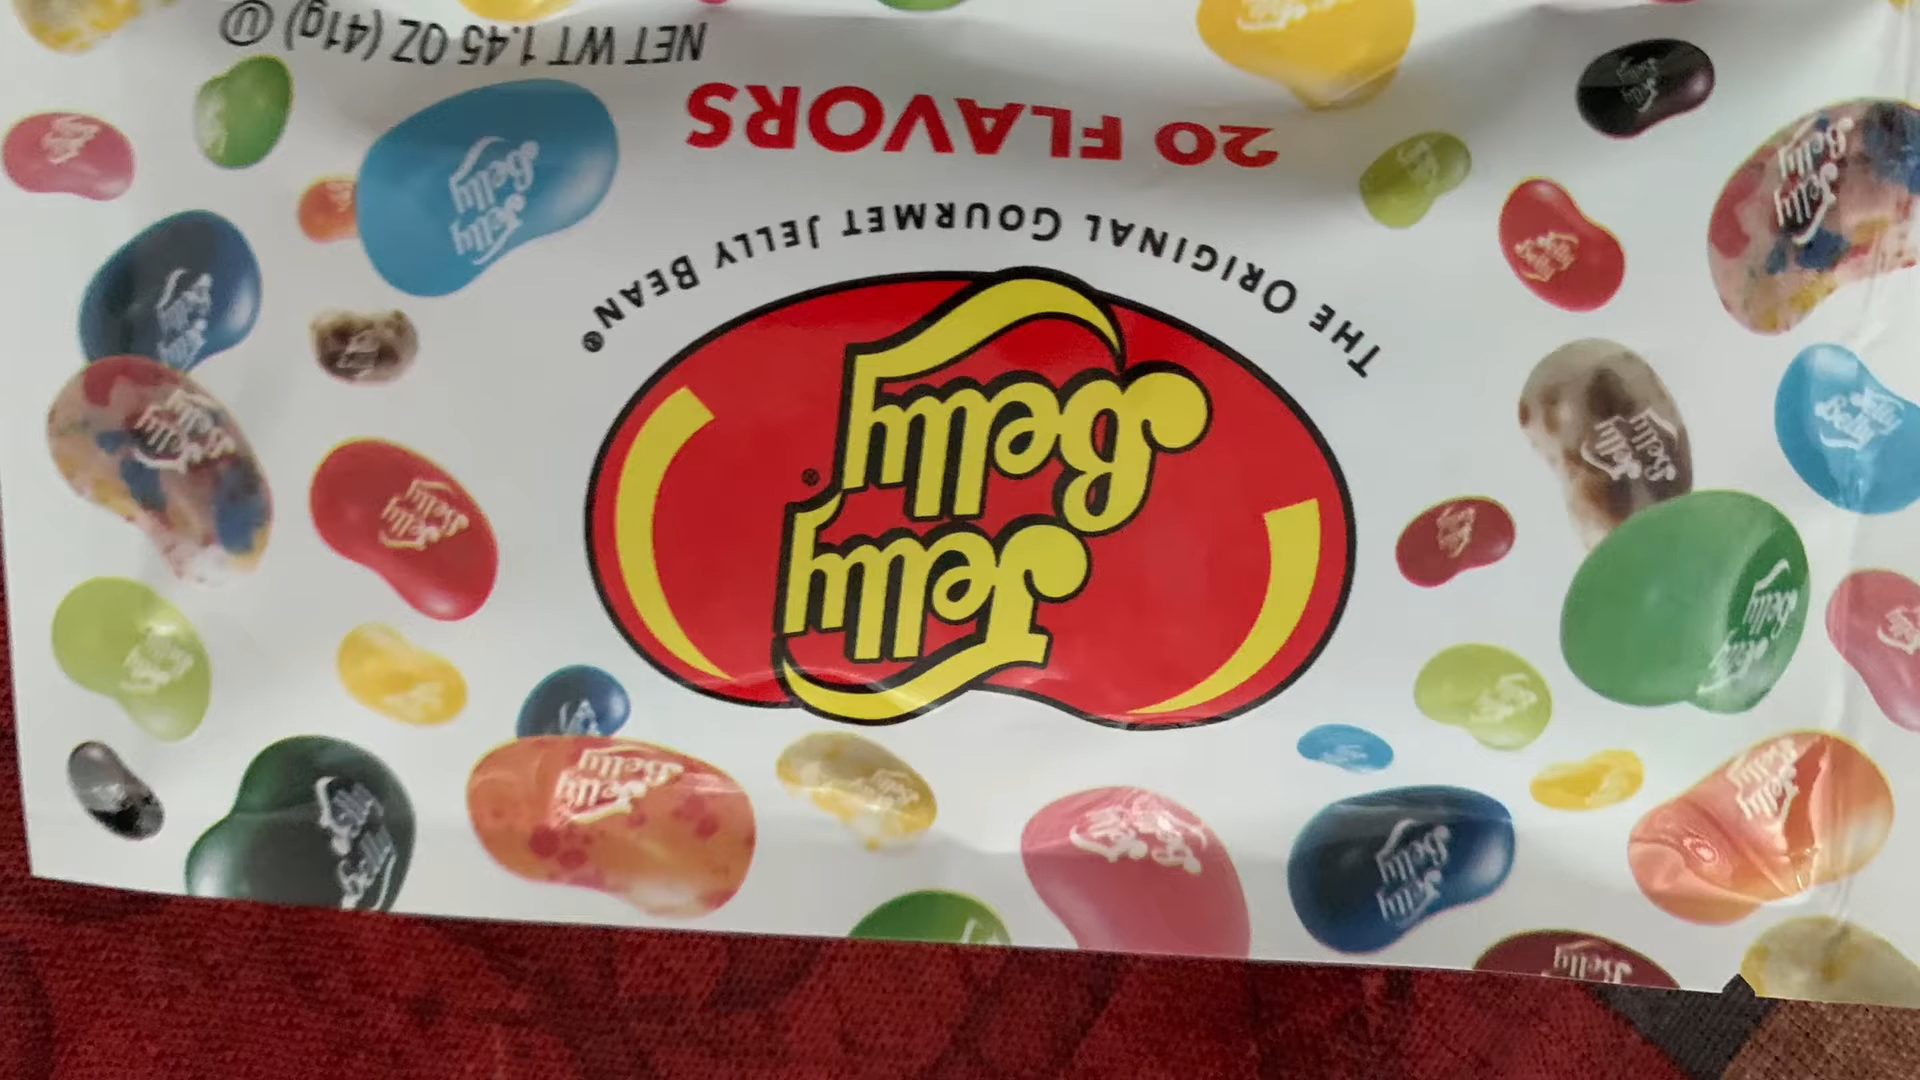 Jelly
Belly®
THE ORIGINAL GOURMET JELLY BEAN®
20 FLAVORS
NET WT 1.45 OZ (41g) Ⓤ